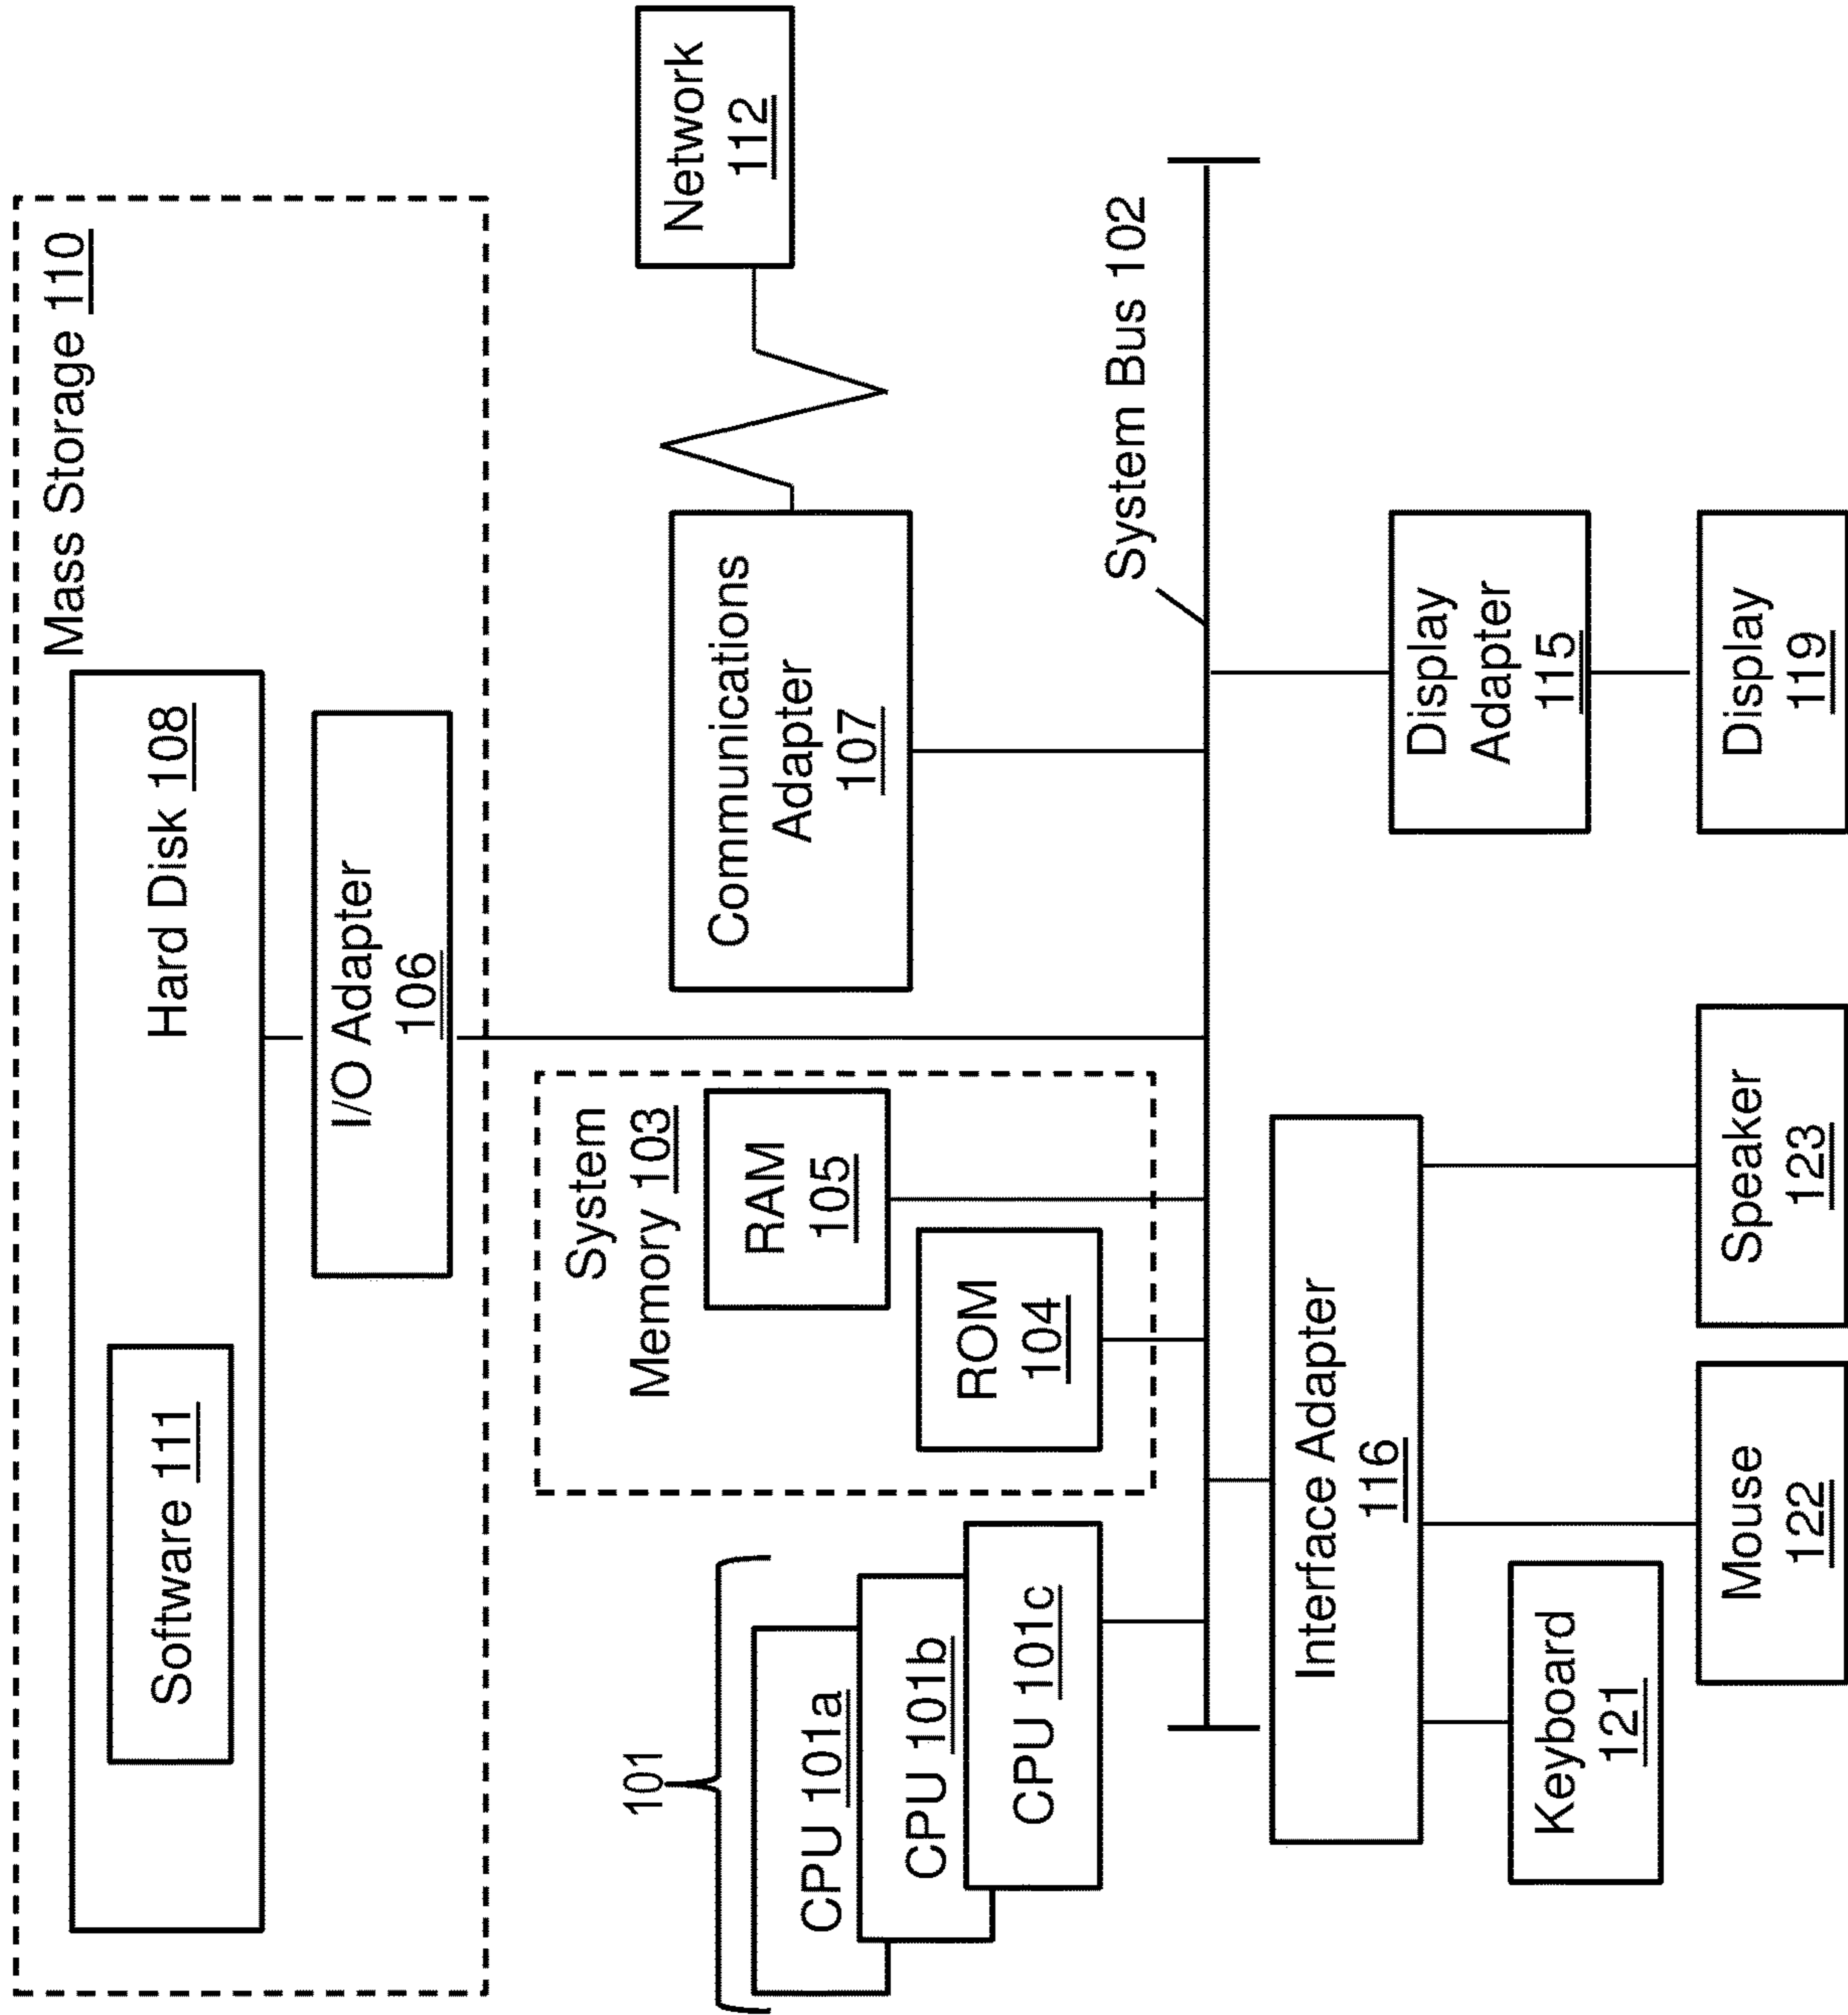 Mass Storage 110
Hard Disk 108
Software 111
I/O Adapter
106
101
CPU 101a
CPU 101b
CPU 101c
System
Memory 103
RAM
105
ROM
104
Communications
Adapter
107
Network
112
System Bus 102
Interface Adapter
116
Display
Adapter
115
Keyboard
121
Mouse
122
Speaker
123
Display
119